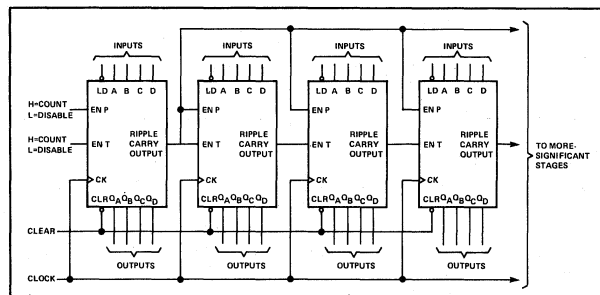 INPUTS INPUTS INPUTS INPUTS
LD A B C D LD A B C D LD A B C D LD A B C D
H=COUNT
L=DISABLE
EN P EN P EN P EN P
H=COUNT
L=DISABLE
EN T RIPPLE CARRY OUTPUT EN T RIPPLE CARRY OUTPUT EN T RIPPLE CARRY OUTPUT EN T RIPPLE CARRY OUTPUT
TO MORE-
SIGNIFICANT
STAGES
CK CK CK CK
CLR QA QB QC QD CLR QA QB QC QD CLR QA QB QC QD CLR QA QB QC QD
CLEAR
OUTPUTS OUTPUTS OUTPUTS OUTPUTS
CLOCK